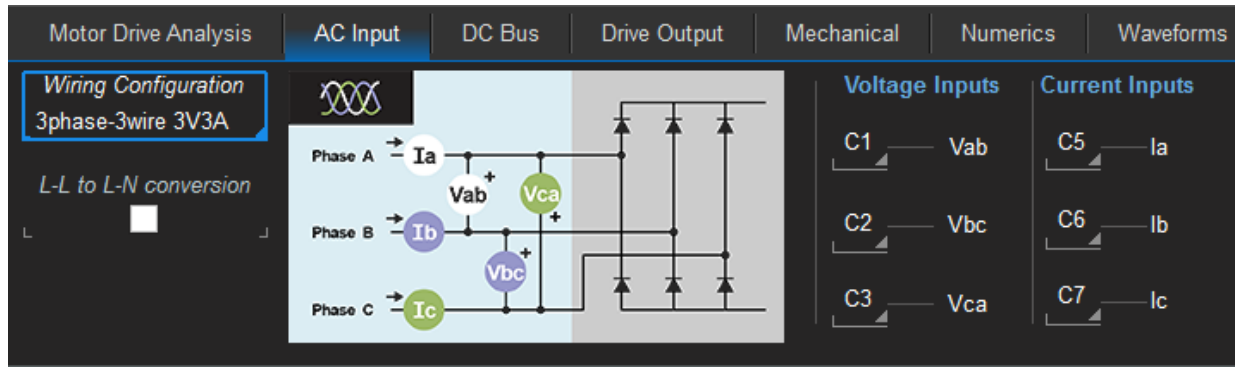 Motor Drive Analysis
AC Input
DC Bus
Drive Output
Mechanical
Numerics
Waveforms
Wiring Configuration
3phase-3wire 3V3A
L-L to L-N conversion
Phase A
Ia
Vab
+
Vca
+
Phase B
Ib
Vbc
+
Phase C
Ic
Voltage Inputs
C1
Vab
C2
Vbc
C3
Vca
Current Inputs
C5
Ia
C6
Ib
C7
Ic